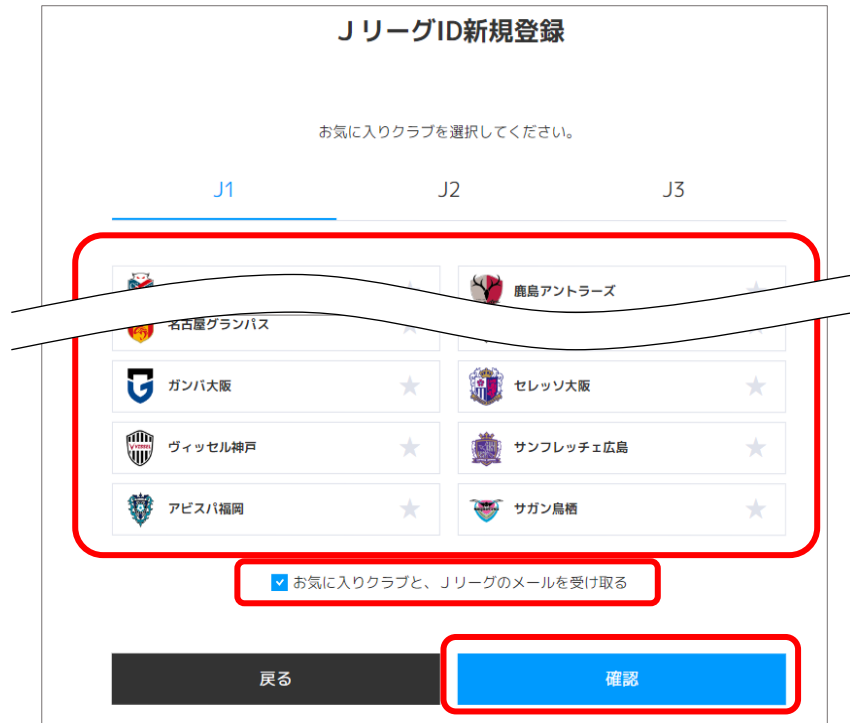 JリーグID新規登録
お気に入りクラブを選択してください。
J1 J2 J3
鹿島アントラーズ
名古屋グランパス
ガンバ大阪 セレッソ大阪
ヴィッセル神戸 サンフレッチェ広島
アビスパ福岡 サガン鳥栖
お気に入りクラブと、Jリーグのメールを受け取る
戻る 確認